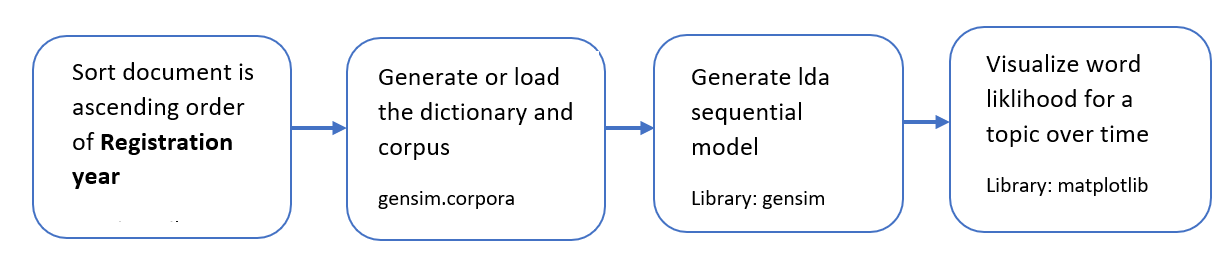 Sort document is
ascending order
of Registration
year
Generate or load
the dictionary and
corpus
gensim.corpora
Generate lda
sequential
model
Library: gensim
Visualize word
liklihood for a
topic over time
Library: matplotlib